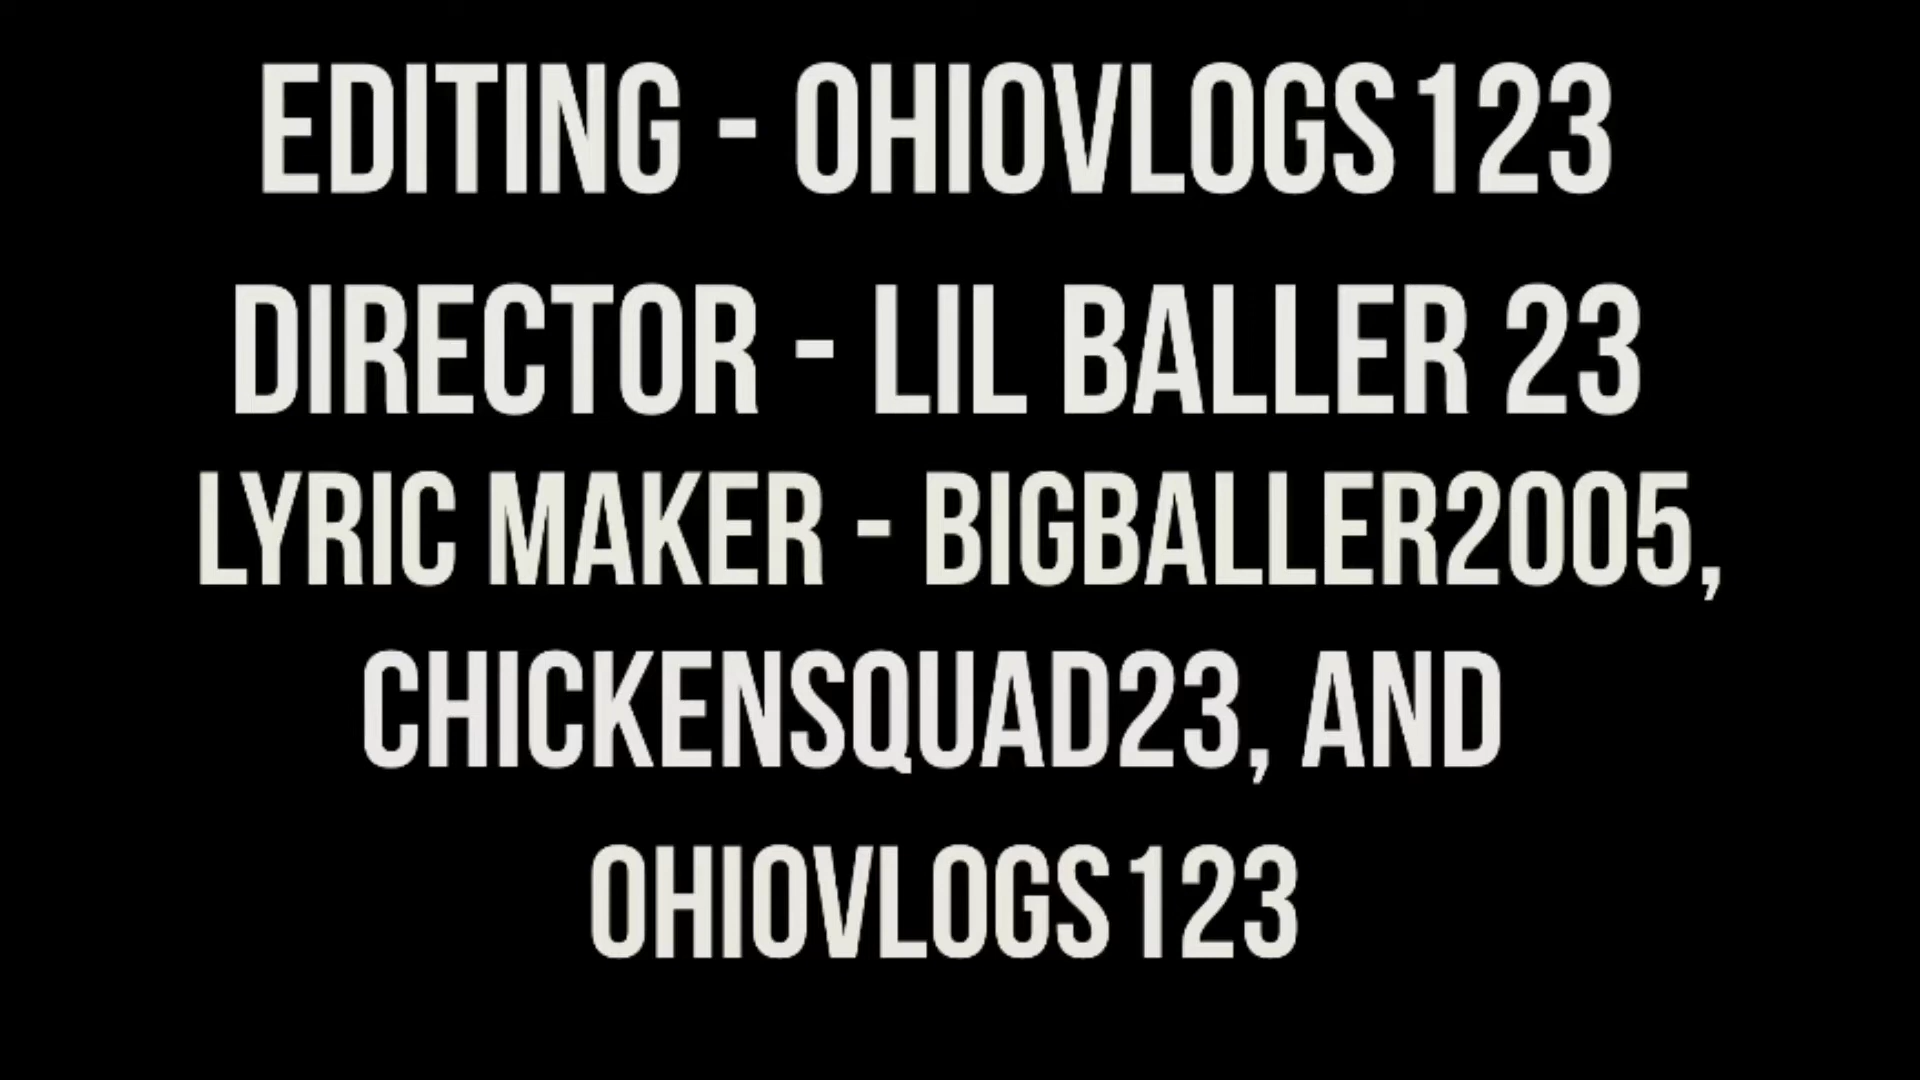 EDITING - OHIOVLOGS123
DIRECTOR - LIL BALLER 23
LYRIC MAKER - BIGBALLER2005,
CHICKENSQUAD23, AND
OHIOVLOGS123